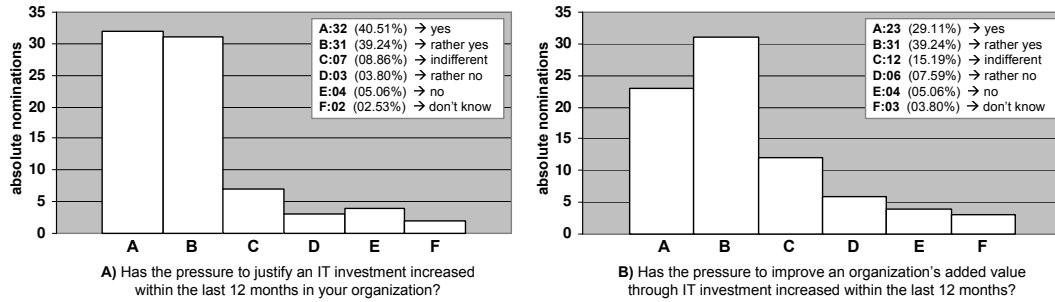 absolute nominations
35
30
25
20
15
10
5
0
A:32 (40.51%) → yes
B:31 (39.24%) → rather yes
C:07 (08.86%) → indifferent
D:03 (03.80%) → rather no
E:04 (05.06%) → no
F:02 (02.53%) → don't know
A B C D E F
A) Has the pressure to justify an IT investment increased
within the last 12 months in your organization?
absolute nominations
35
30
25
20
15
10
5
0
A:23 (29.11%) → yes
B:31 (39.24%) → rather yes
C:12 (15.19%) → indifferent
D:06 (07.59%) → rather no
E:04 (05.06%) → no
F:03 (03.80%) → don't know
A B C D E F
B) Has the pressure to improve an organization's added value
through IT investment increased within the last 12 months?